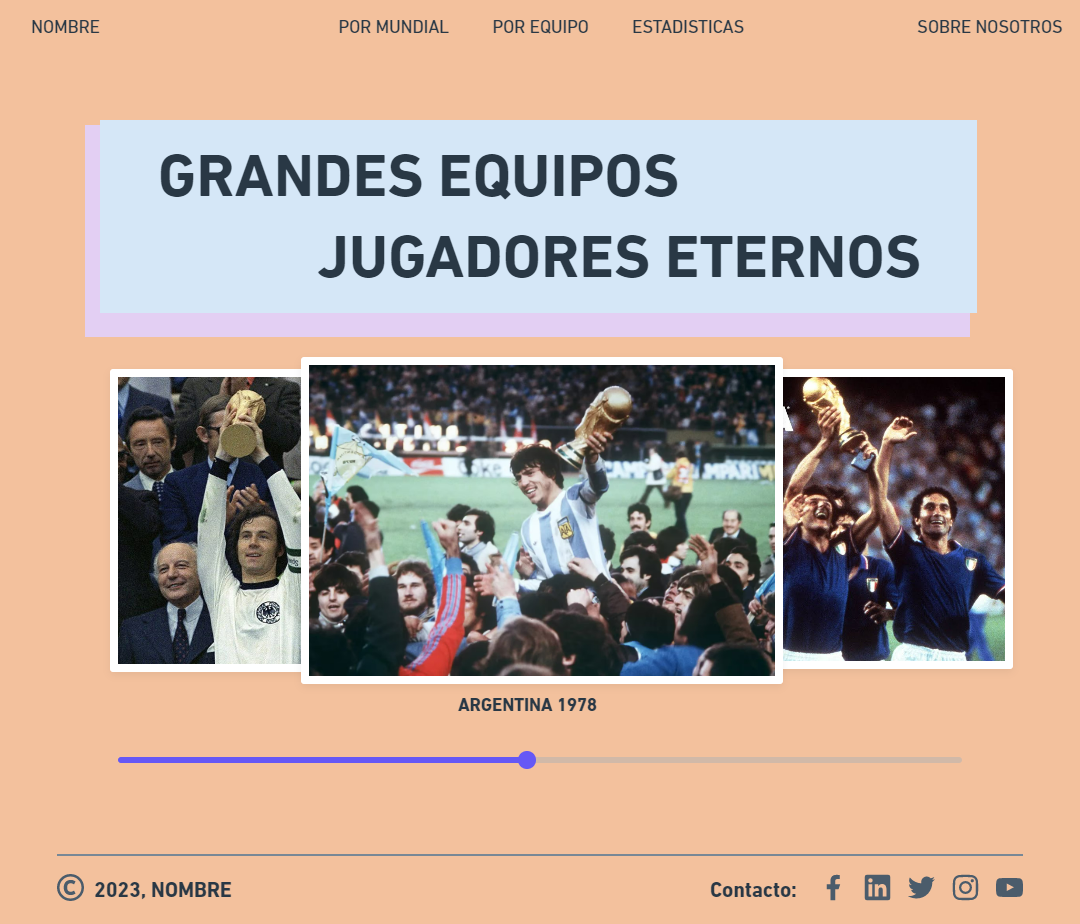 NOMBRE
POR MUNDIAL
POR EQUIPO
ESTADISTICAS
SOBRE NOSOTROS
GRANDES EQUIPOS
JUGADORES ETERNOS
ARGENTINA 1978
© 2023, NOMBRE
Contacto: